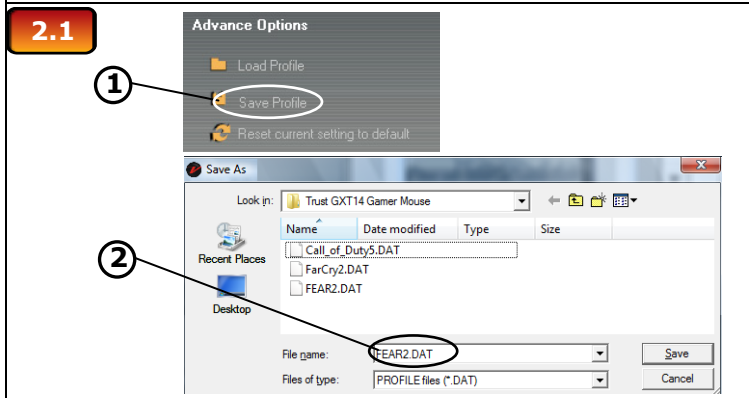 2.1
Advance Options
Load Profile
1
Save Profile
Reset current setting to default
Save As
x
Look in: Trust GXT14 Gamer Mouse
Name Date modified Type Size
Recent Places
Call_of_Duty5.DAT
FarCry2.DAT
2
FEAR2.DAT
Desktop
File name: FEAR2.DAT Save
Files of type: PROFILE files (*.DAT) Cancel